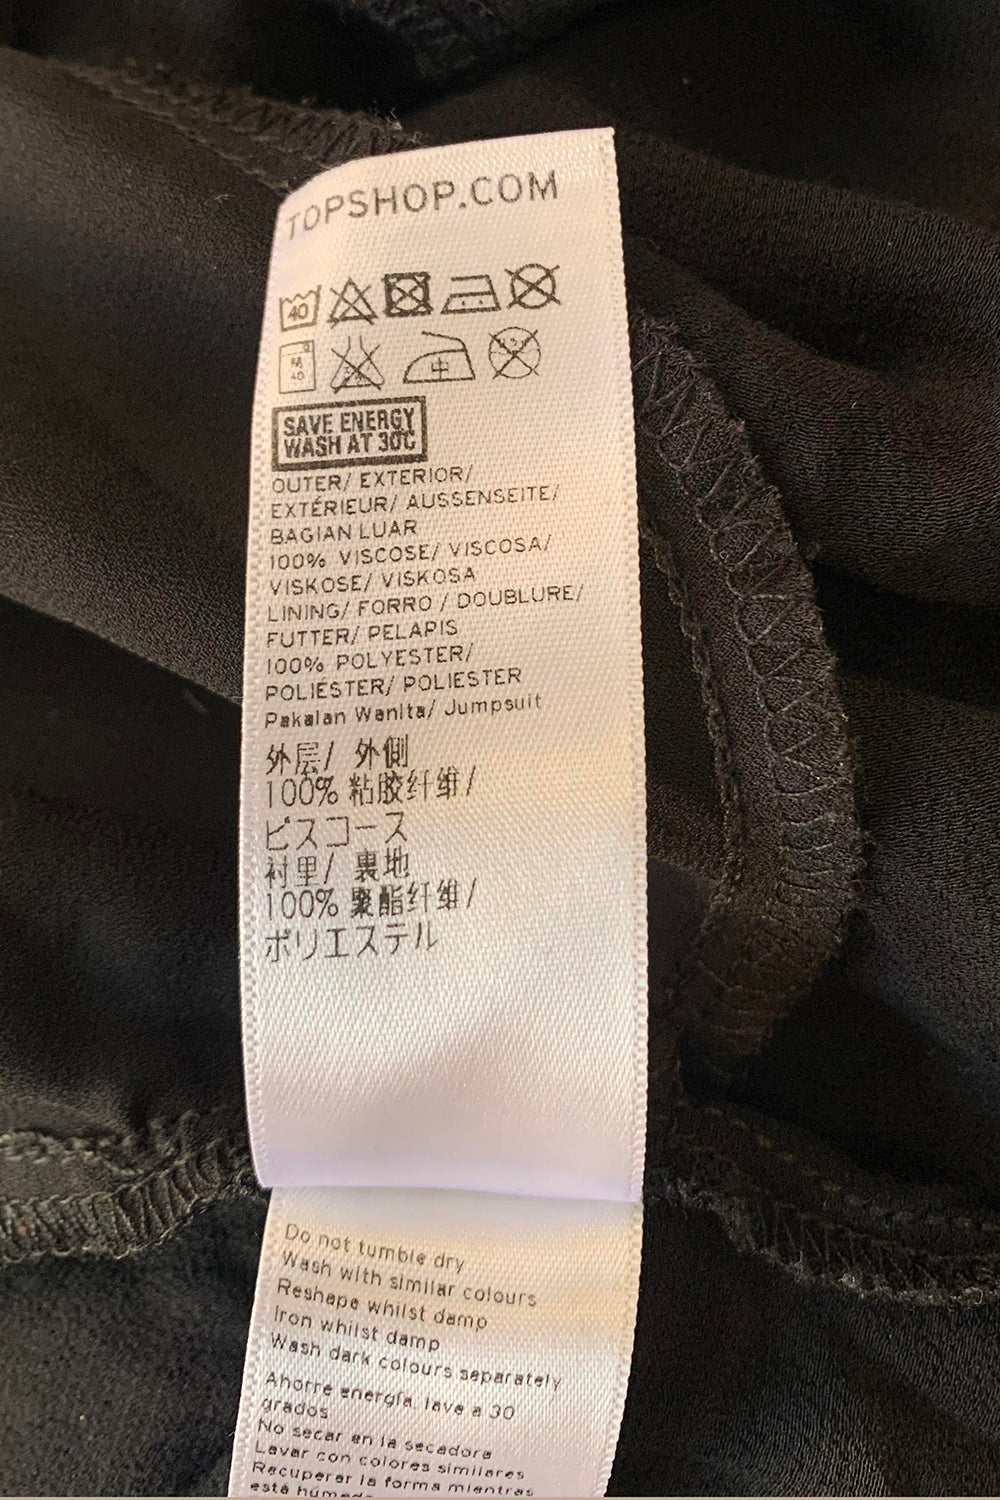 TOPSHOP.COM
40
40 中
SAVE ENERGY
WASH AT 30°C
OUTER/ EXTERIOR/
EXTÉRIEUR/ AUSSENSEITE/
BAGIAN LUAR
100% VISCOSE/ VISCOSA/
VISKOSE/ VISKOSA
LINING/ FORRO / DOUBLURE/
FUTTER/ PELAPIS
100% POLYESTER/
POLIÉSTER/ POLIESTER
Pakaian Wanita/ Jumpsuit
外层/ 外側
100% 粘胶纤维/
ビスコース
衬里/ 裏地
100% 聚酯纤维/
ポリエステル
Do not tumble dry
Wash with similar colours
Reshape whilst damp
Iron whilst damp
Wash dark colours separately
Ahorre energía, lave a 30
grados
No secar en la secadora
Lavar con colores similares
Recuperar la forma mientras
está